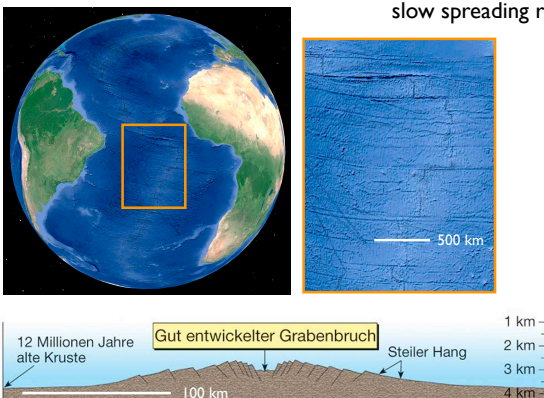 slow spreading r
500 km
Gut entwickelter Grabenbruch
12 Millionen Jahre
alte Kruste
Steiler Hang
100 km
1 km
2 km
3 km
4 km